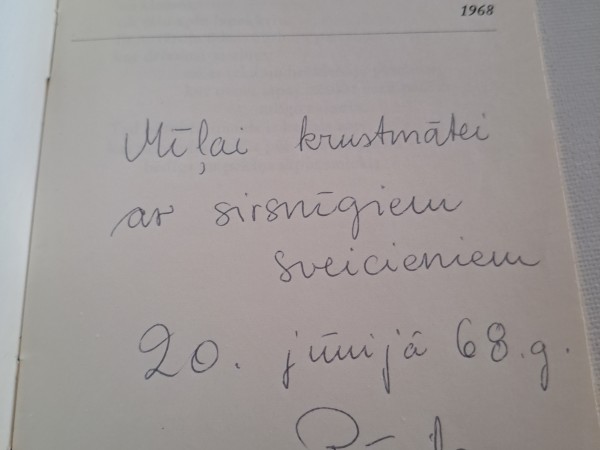 1968
Mīļai krustmātei
ar sirsnīgiem
sveicieniem
20. jūnijā 68.g.